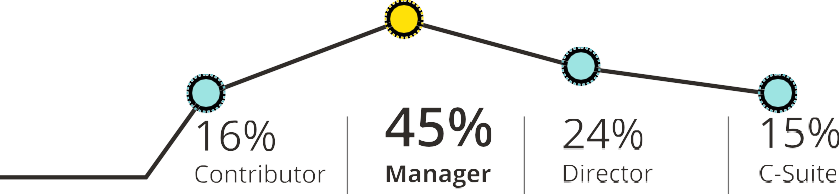 16%
Contributor
45%
Manager
24%
Director
15%
C-Suite